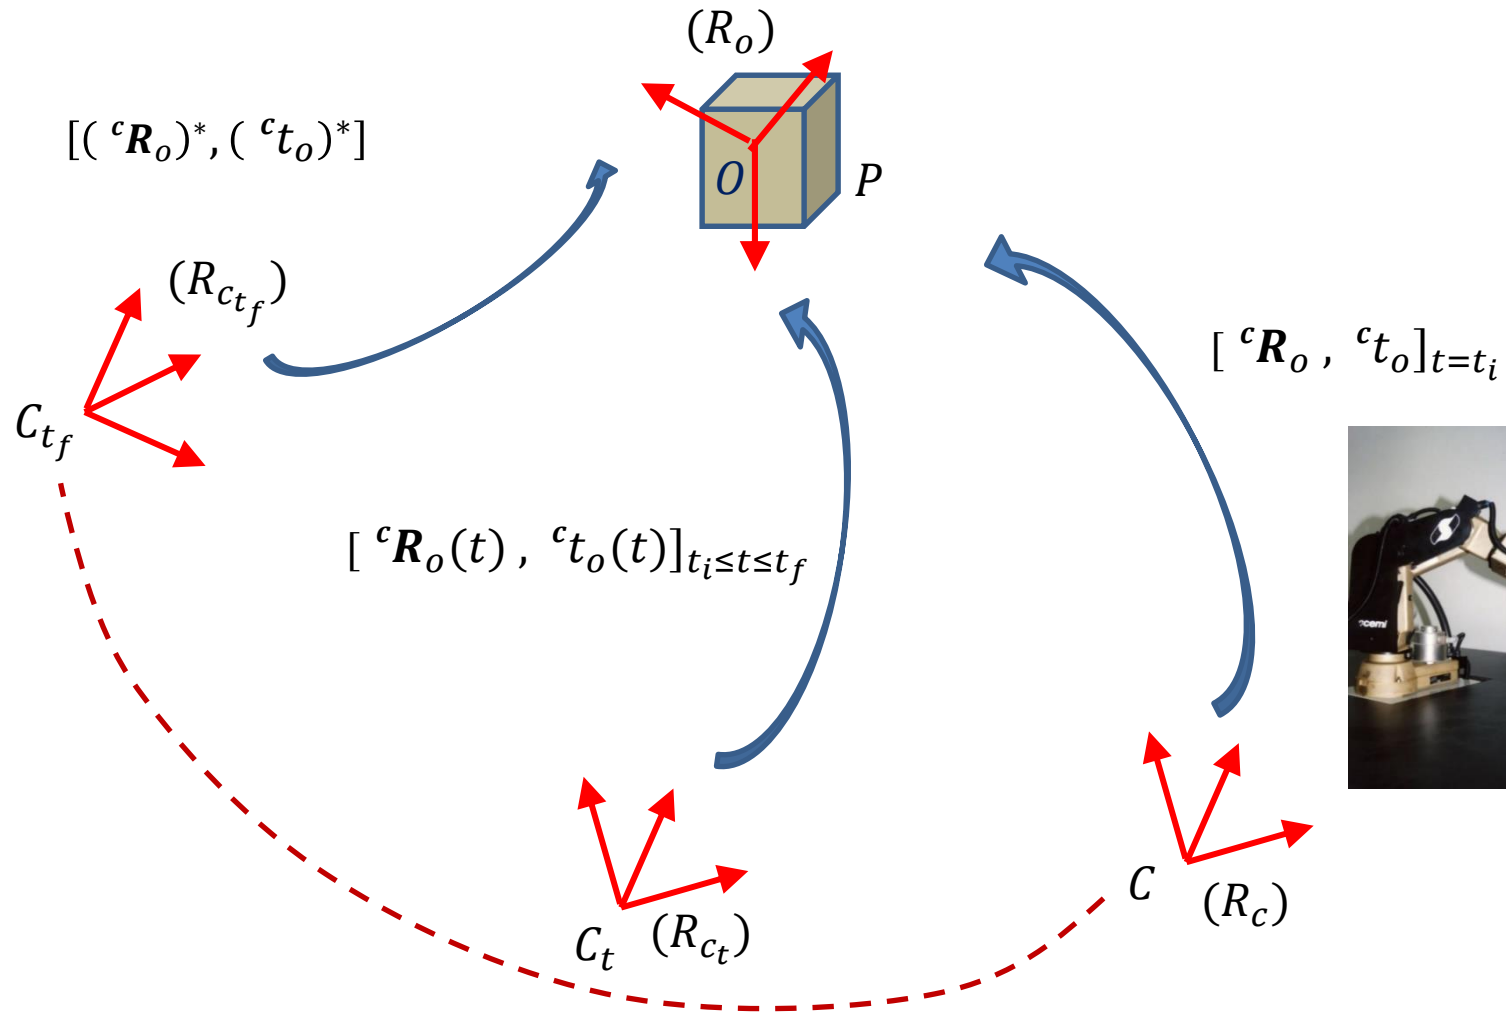 (R_o)
[( ^cR_o)^*, ( ^ct_o)^*]
O
P
(R_{c_{t_f}})
[ ^cR_o , ^ct_o]_{t=t_i}
C_{t_f}
[ ^cR_o(t) , ^ct_o(t)]_{t_i≤t≤t_f}
C
(R_c)
C_t
(R_{c_t})